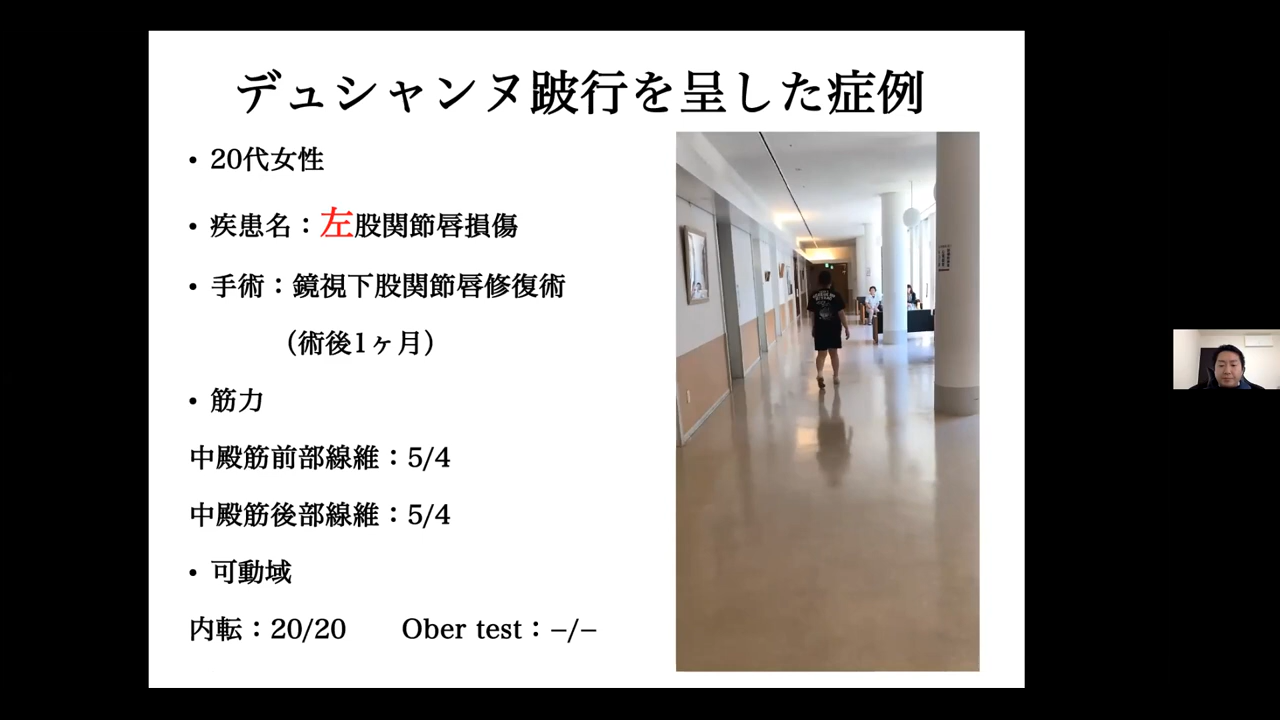 デュシャンヌ跛行を呈した症例
• 20代女性
• 疾患名：左股関節唇損傷
• 手術：鏡視下股関節唇修復術
（術後1ヶ月）
• 筋力
中殿筋前部線維：5/4
中殿筋後部線維：5/4
• 可動域
内転：20/20　　Ober test：−/−